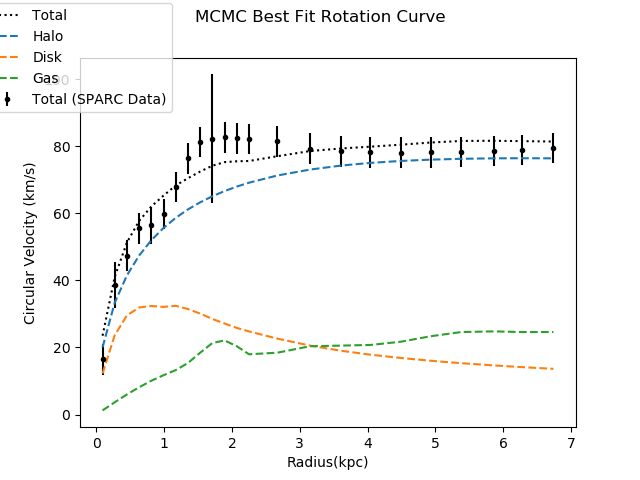 MCMC Best Fit Rotation Curve
Total
Halo
Disk
Gas
Total (SPARC Data)
100
80
60
40
20
0
Circular Velocity (km/s)
0 1 2 3 4 5 6 7
Radius(kpc)